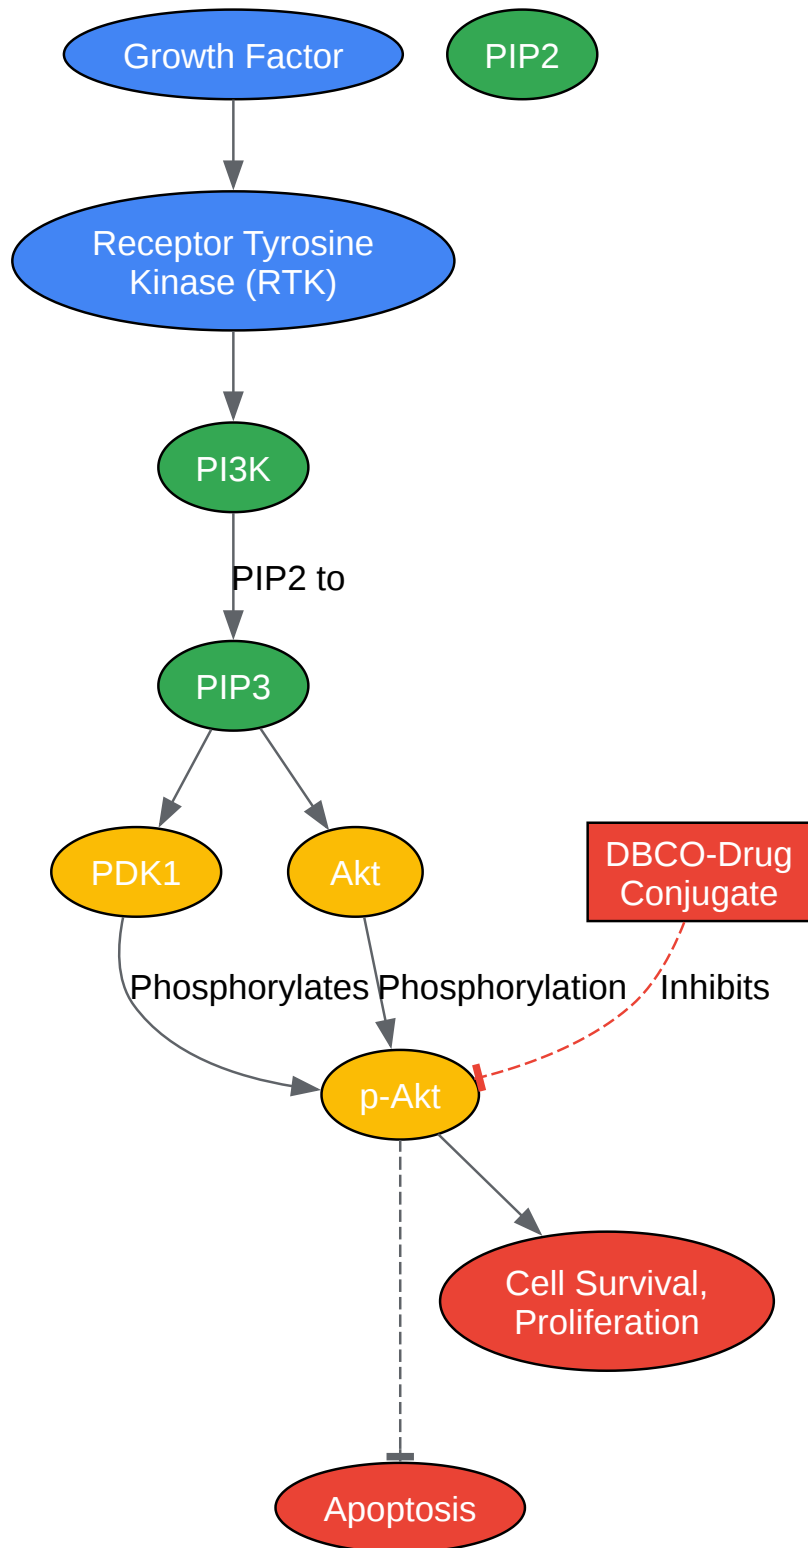 Growth Factor
PIP2
Receptor Tyrosine
Kinase (RTK)
PI3K
PIP2 to
PIP3
PDK1
Akt
DBCO-Drug
Conjugate
Phosphorylates
Phosphorylation
Inhibits
p-Akt
Cell Survival,
Proliferation
Apoptosis